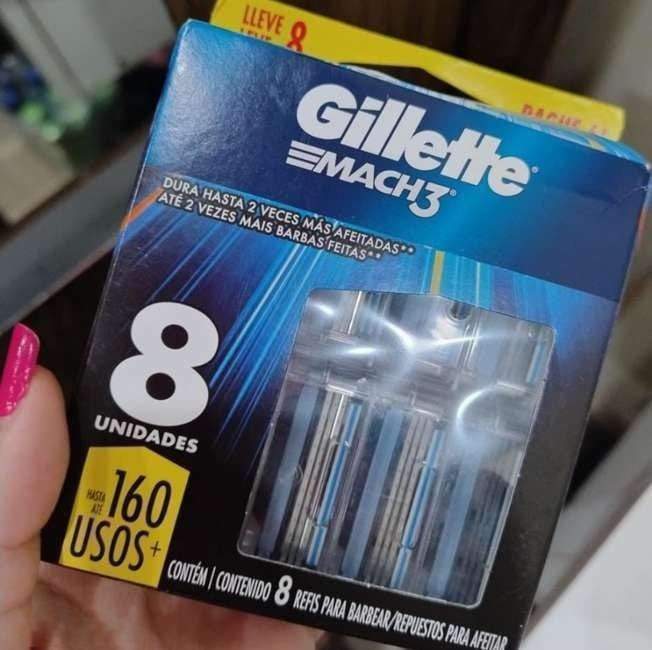 LLEVE 8
Gillette
MACH3
DURA HASTA 2 VECES MÁS AFEITADAS**
ATÉ 2 VEZES MAIS BARBAS FEITAS**
8
UNIDADES
HASTA
ATÉ
160
USOS+
CONTÉM | CONTENIDO 8 REFIS PARA BARBEAR/REPUESTOS PARA AFEITAR